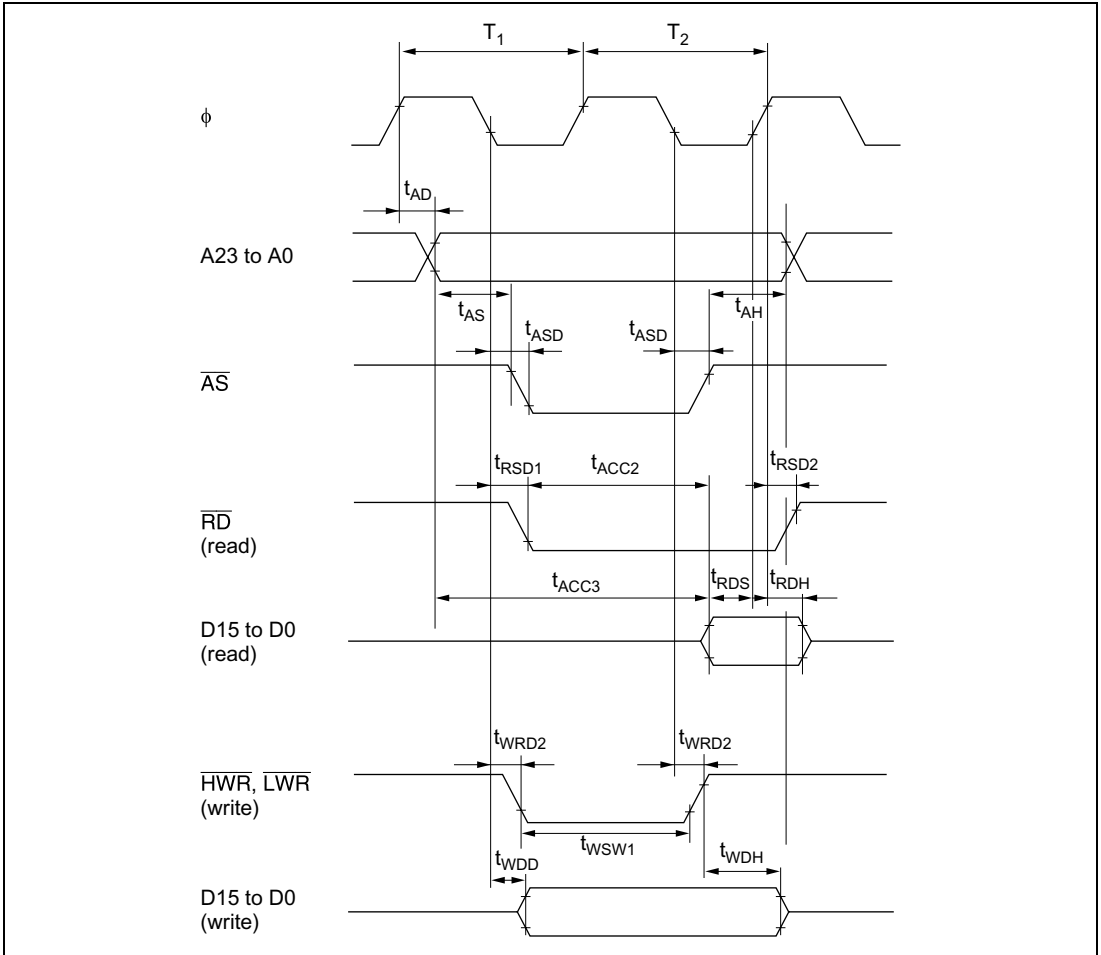 T1 T2
φ
tAD
A23 to A0
tAS tAH
tASD tASD
AS
tRSD1 tACC2 tRSD2
RD
(read)
tACC3 tRDS tRDH
D15 to D0
(read)
tWRD2 tWRD2
HWR, LWR
(write)
tWSW1
tWDD tWDH
D15 to D0
(write)